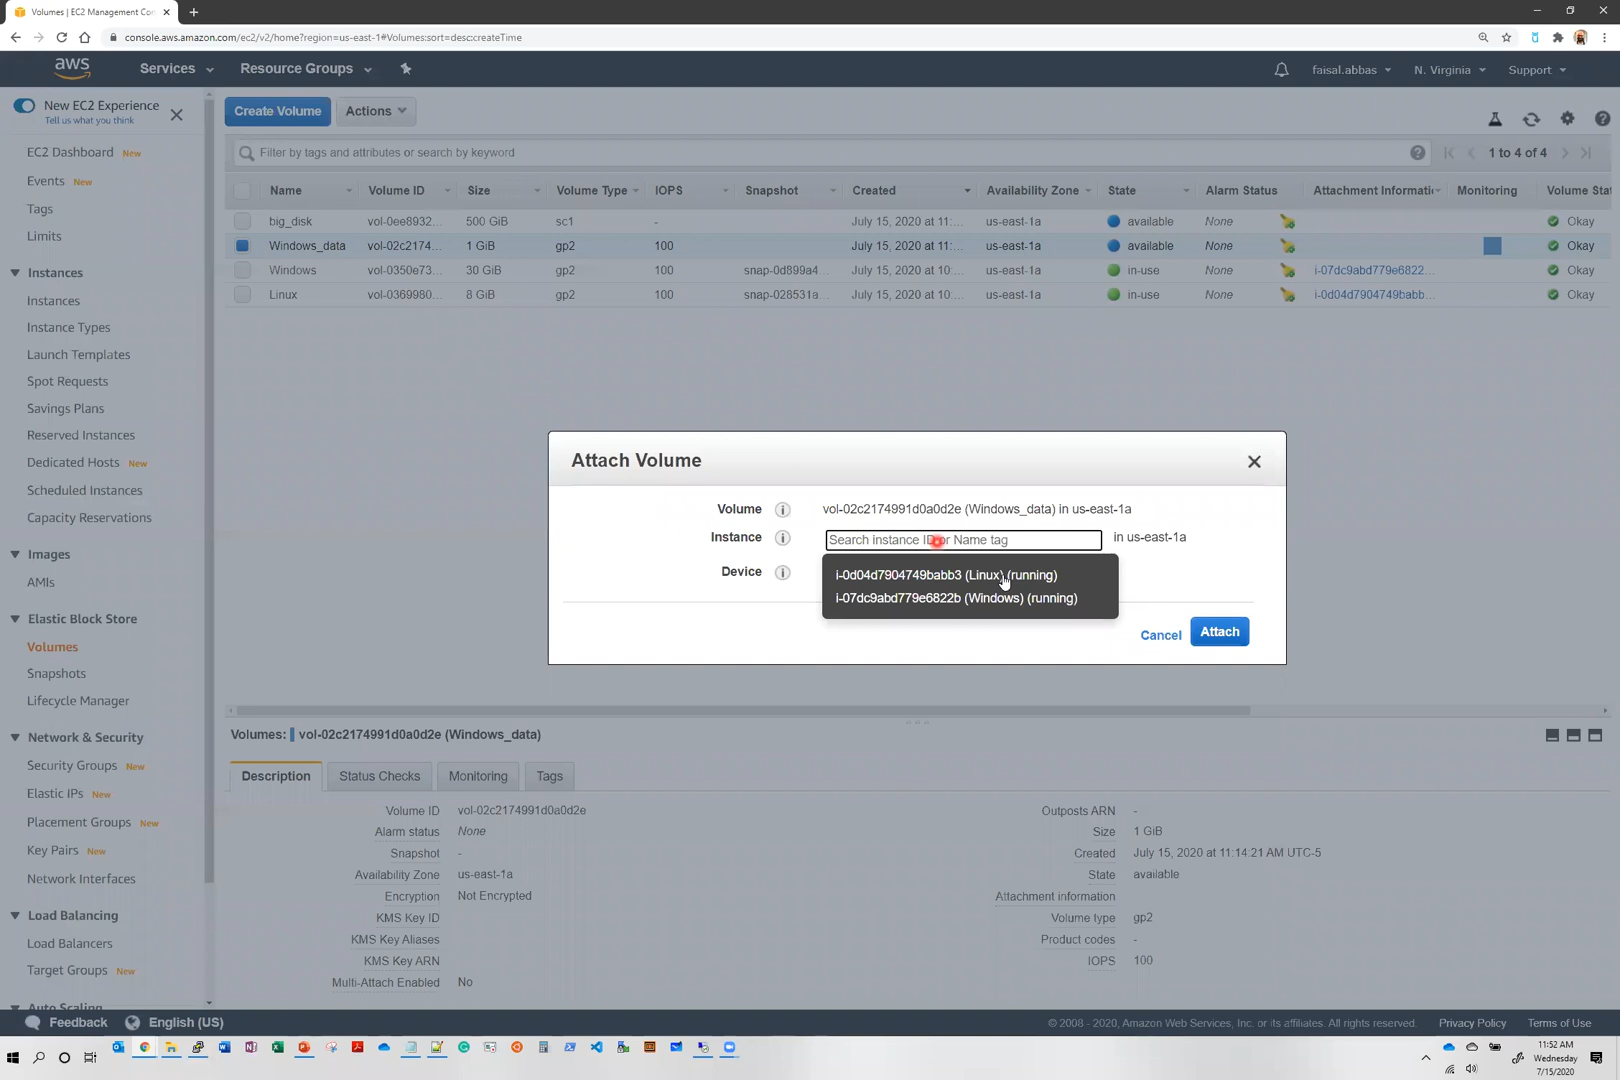 Volumes | EC2 Management Con
console.aws.amazon.com/ec2/v2/home?region=us-east-1#Volumes:sort=desc:createTime
aws
Services
Resource Groups
faisal.abbas
N. Virginia
Support
New EC2 Experience
Tell us what you think
EC2 Dashboard New
Events New
Tags
Limits
Instances
Instances
Instance Types
Launch Templates
Spot Requests
Savings Plans
Reserved Instances
Dedicated Hosts New
Scheduled Instances
Capacity Reservations
Images
AMIs
Elastic Block Store
Volumes
Snapshots
Lifecycle Manager
Network & Security
Security Groups New
Elastic IPs New
Placement Groups New
Key Pairs New
Network Interfaces
Load Balancing
Load Balancers
Target Groups New
Auto Scaling
Create Volume
Actions
Filter by tags and attributes or search by keyword
1 to 4 of 4
Name Volume ID Size Volume Type IOPS Snapshot Created Availability Zone State Alarm Status Attachment Informati Monitoring Volume Stat
big_disk vol-0ee8932... 500 GiB sc1 - July 15, 2020 at 11:... us-east-1a available None Okay
Windows_data vol-02c2174... 1 GiB gp2 100 July 15, 2020 at 11:... us-east-1a available None Okay
Windows vol-0350e73... 30 GiB gp2 100 snap-0d899a4... July 15, 2020 at 10:... us-east-1a in-use None i-07dc9abd779e6822... Okay
Linux vol-0369980... 8 GiB gp2 100 snap-028531a... July 15, 2020 at 10:... us-east-1a in-use None i-0d04d7904749babb... Okay
Attach Volume
Volume vol-02c2174991d0a0d2e (Windows_data) in us-east-1a
Instance Search instance ID or Name tag in us-east-1a
Device
i-0d04d7904749babb3 (Linux) (running)
i-07dc9abd779e6822b (Windows) (running)
Cancel
Attach
Volumes: vol-02c2174991d0a0d2e (Windows_data)
Description
Status Checks
Monitoring
Tags
Volume ID vol-02c2174991d0a0d2e
Alarm status None
Snapshot -
Availability Zone us-east-1a
Encryption Not Encrypted
KMS Key ID
KMS Key Aliases
KMS Key ARN
Multi-Attach Enabled No
Outposts ARN -
Size 1 GiB
Created July 15, 2020 at 11:14:21 AM UTC-5
State available
Attachment information
Volume type gp2
Product codes -
IOPS 100
Feedback
English (US)
© 2008 - 2020, Amazon Web Services, Inc. or its affiliates. All rights reserved.
Privacy Policy
Terms of Use
11:52 AM
Wednesday
7/15/2020